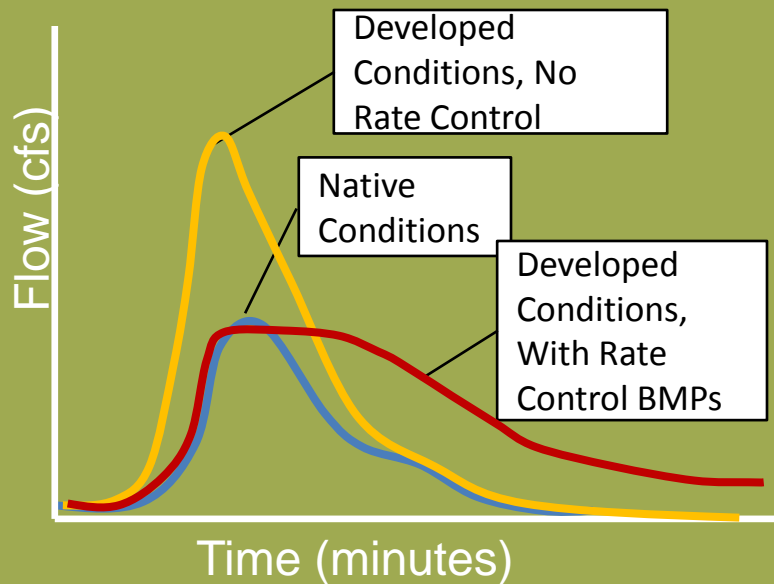 Developed
Conditions, No
Rate Control
Native
Conditions
Developed
Conditions,
With Rate
Control BMPs
Flow (cfs)
Time (minutes)